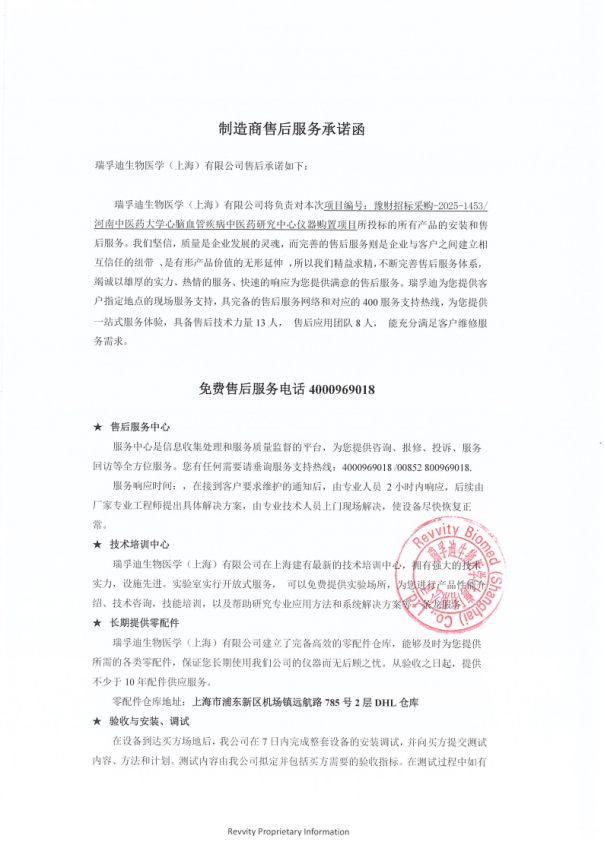 制造商售后服务承诺函
瑞孚迪生物医学（上海）有限公司售后承诺如下：
瑞孚迪生物医学（上海）有限公司将负责对本次项目编号：豫财招标采购-2025-1453/
河南中医药大学心脑血管疾病中医药研究中心仪器购置项目所投标的所有产品的安装和售
后服务。我们坚信，质量是企业发展的灵魂，而完善的售后服务则是企业与客户之间建立相
互信任的纽带 、是有形产品价值的无形延伸 ，所以我们精益求精，不断完善售后服务体系，
竭诚以雄厚的实力、热情的服务、快速的响应为您提供满意的售后服务。瑞孚迪为您提供客
户指定地点的现场服务支持，具完备的售后服务网络和对应的 400 服务支持热线，为您提供
一站式服务体验，具备售后技术力量 13 人， 售后应用团队 8 人， 能充分满足客户维修服
务需求。
免费售后服务电话 4000969018
★ 售后服务中心
服务中心是信息收集处理和服务质量监督的平台，为您提供咨询、报修、投诉、服务
回访等全方位服务。您有任何需要请垂询服务支持热线：4000969018 /00852 800969018.
服务响应时间：，在接到客户要求维护的通知后，由专业人员 2 小时内响应，后续由
厂家专业工程师提出具体解决方案，由专业技术人员上门现场解决，使设备尽快恢复正
常。
★ 技术培训中心
瑞孚迪生物医学（上海）有限公司在上海建有最新的技术培训中心，拥有强大的技术
实力，设施先进。实验室实行开放式服务， 可以免费提供实验场所，为您进行产品性能介
绍、技术咨询，技能培训，以及帮助研究专业应用方法和系统解决方案等一条龙服务。
★ 长期提供零配件
瑞孚迪生物医学（上海）有限公司建立了完备高效的零配件仓库，能够及时为您提供
所需的各类零配件，保证您长期使用我们公司的仪器而无后顾之忧。从验收之日起，提供
不少于 10 年配件供应服务。
零配件仓库地址：上海市浦东新区机场镇远航路 785 号 2 层 DHL 仓库
★ 验收与安装、调试
在设备到达买方场地后，我公司在 7 日内完成整套设备的安装调试，并向买方提交测试
内容、方法和计划。测试内容由我公司拟定并包括买方需要的验收指标。在测试过程中如有
Revvity Biomed (Shanghai) Co., Ltd.
Revvity Proprietary Information